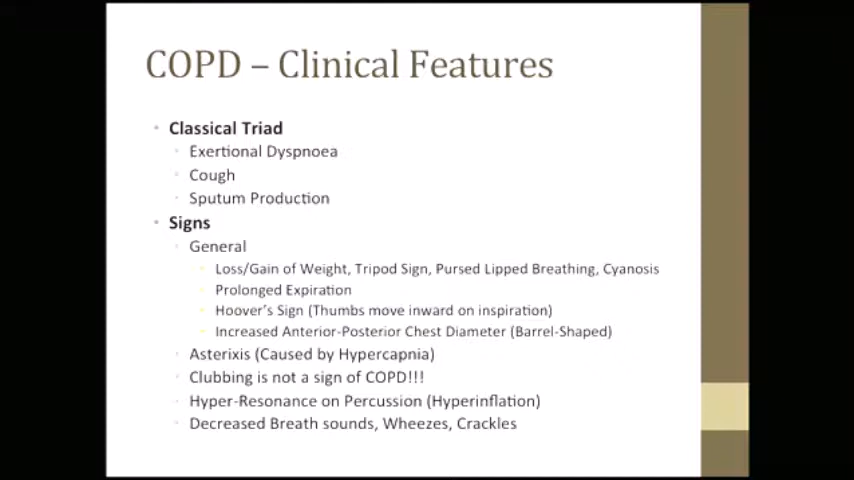 COPD – Clinical Features
Classical Triad
Exertional Dyspnoea
Cough
Sputum Production
Signs
General
Loss/Gain of Weight, Tripod Sign, Pursed Lipped Breathing, Cyanosis
Prolonged Expiration
Hoover's Sign (Thumbs move inward on inspiration)
Increased Anterior-Posterior Chest Diameter (Barrel-Shaped)
Asterixis (Caused by Hypercapnia)
Clubbing is not a sign of COPD!!!
Hyper-Resonance on Percussion (Hyperinflation)
Decreased Breath sounds, Wheezes, Crackles